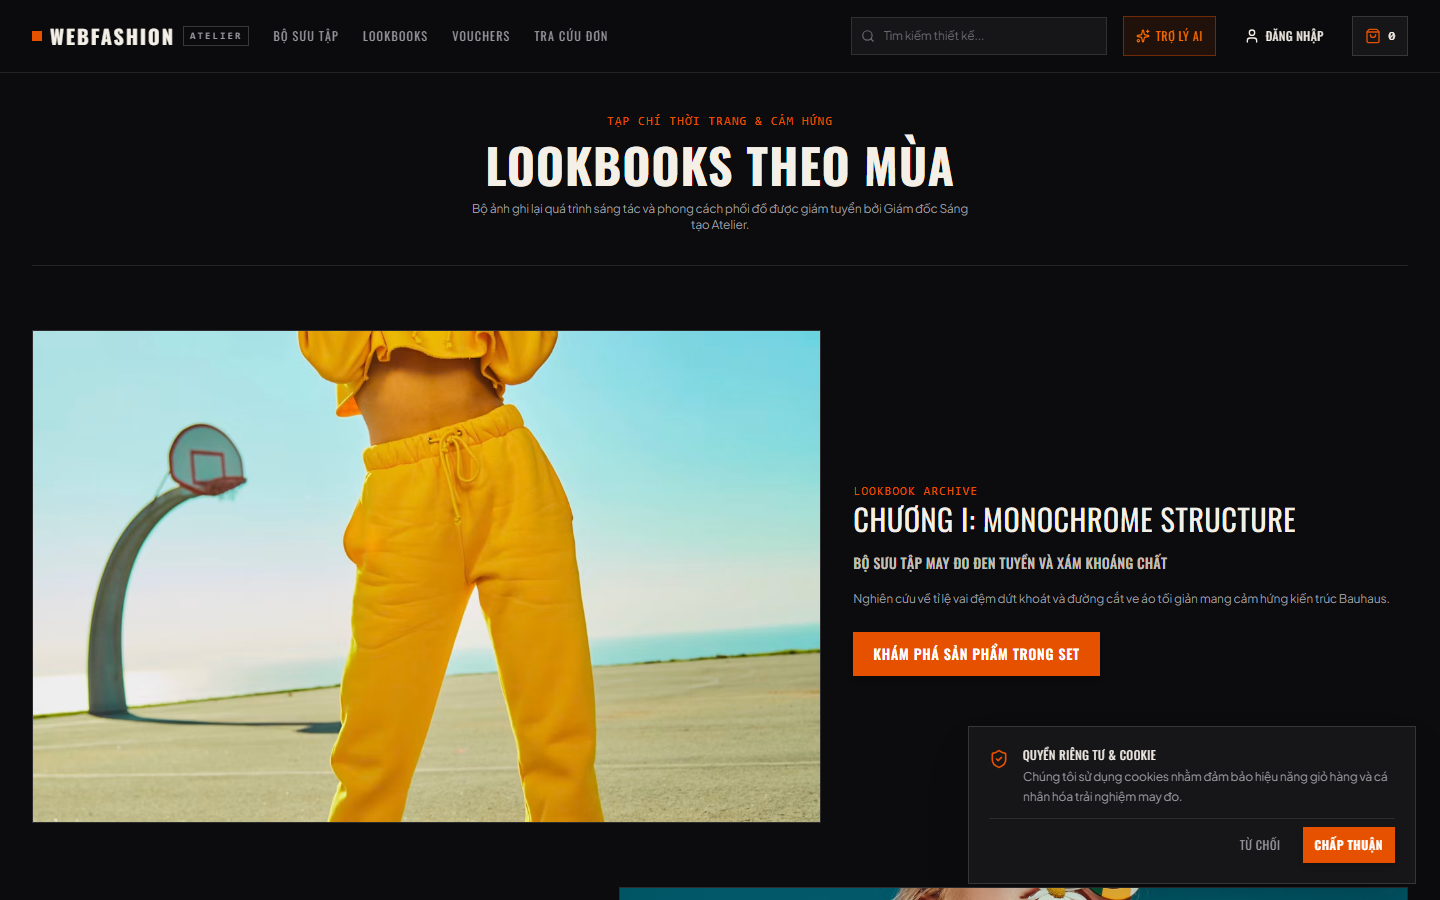 WEBFASHION
ATELIER
BỘ SƯU TẬP
LOOKBOOKS
VOUCHERS
TRA CỨU ĐƠN
Tìm kiếm thiết kế...
TRỢ LÝ AI
ĐĂNG NHẬP
0
TẠP CHÍ THỜI TRANG & CẢM HỨNG
LOOKBOOKS THEO MÙA
Bộ ảnh ghi lại quá trình sáng tác và phong cách phối đồ được giám tuyển bởi Giám đốc Sáng
tạo Atelier.
LOOKBOOK ARCHIVE
CHƯƠNG I: MONOCHROME STRUCTURE
BỘ SƯU TẬP MAY ĐO ĐEN TUYỀN VÀ XÁM KHOÁNG CHẤT
Nghiên cứu về tỉ lệ vai đệm dứt khoát và đường cắt ve áo tối giản mang cảm hứng kiến trúc Bauhaus.
KHÁM PHÁ SẢN PHẨM TRONG SET
QUYỀN RIÊNG TƯ & COOKIE
Chúng tôi sử dụng cookies nhằm đảm bảo hiệu năng giỏ hàng và cá
nhân hóa trải nghiệm may đo.
TỪ CHỐI
CHẤP THUẬN